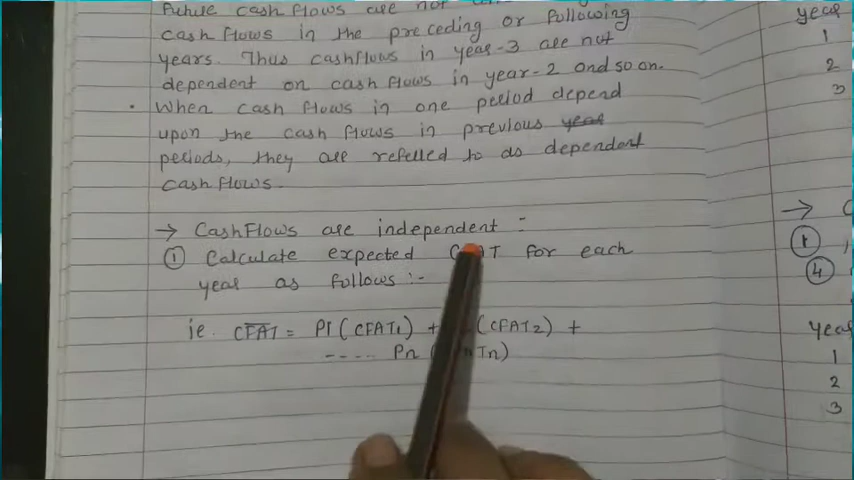 Future cash flows are not
cash flows in the preceding or following
years. Thus cashflows in year-3 are not
dependent on cash flows in year-2 and so on.
• When cash flows in one period depend
upon the cash flows in previous year
periods, they are refelled to as dependent
cash flows.
→ CashFlows are independent :-
① Calculate expected for each
year as follows :-
ie. CFAT = P1 (CFAT1) + (CFAT2) +
----- Pn
year
1
2
3
→
①
④
year
1
2
3